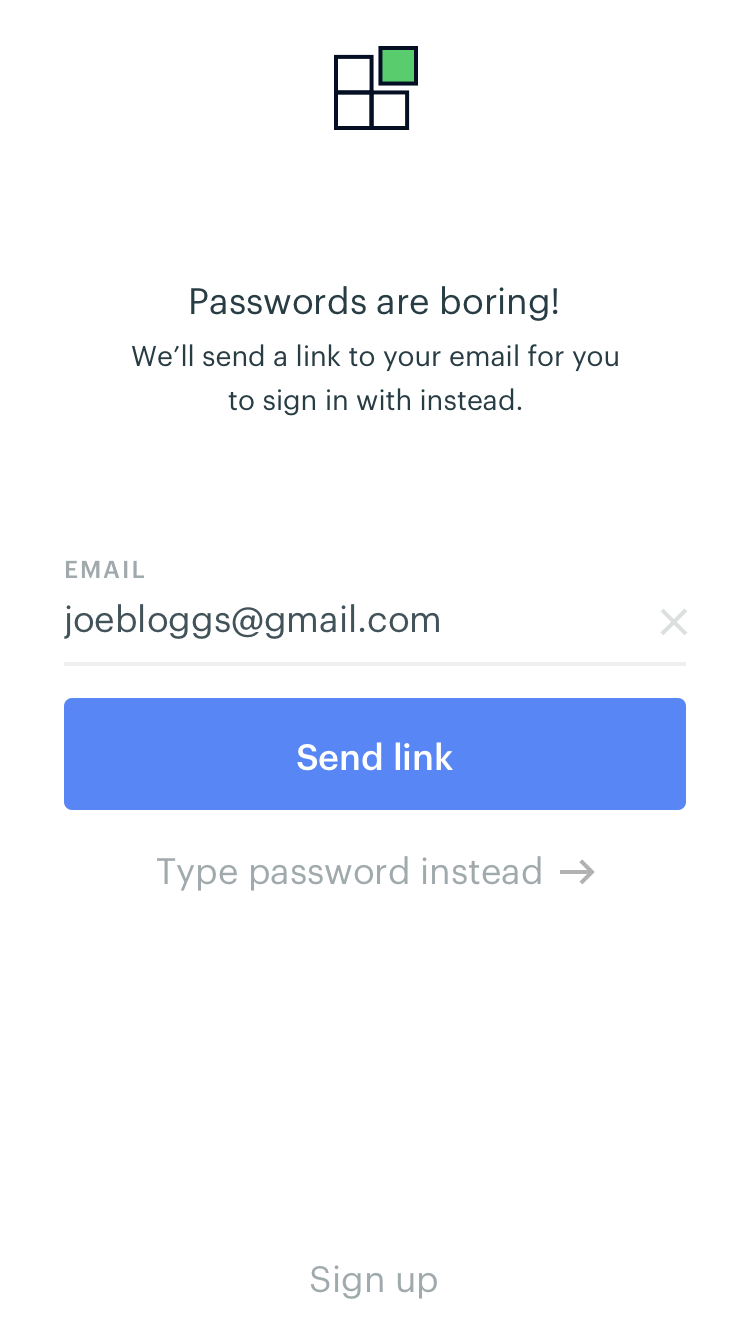 Passwords are boring!
We’ll send a link to your email for you
to sign in with instead.
EMAIL
joebloggs@gmail.com
Send link
Type password instead →
Sign up